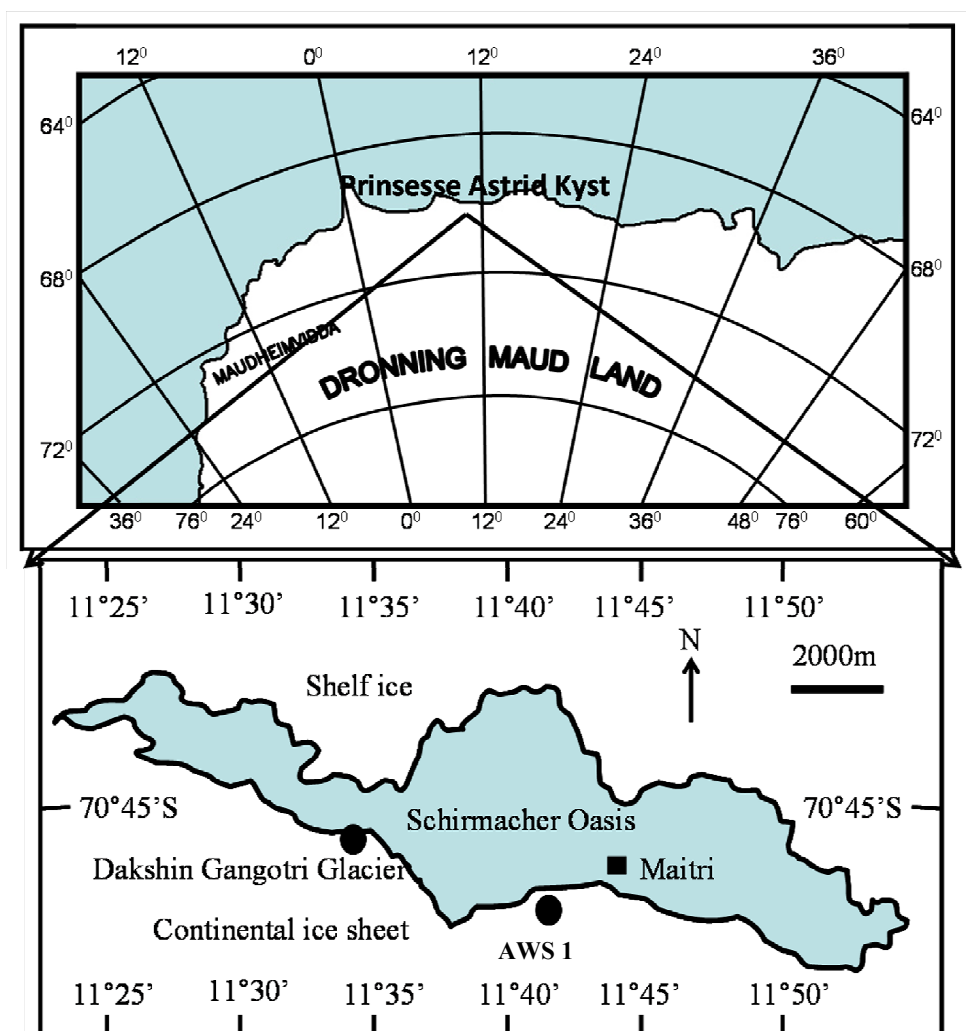 12⁰ 0⁰ 12⁰ 24⁰ 36⁰
64⁰ 64⁰
Prinsesse Astrid Kyst
68⁰ 68⁰
MAUDHEIMVIDDA
DRONNING MAUD LAND
72⁰ 72⁰
36⁰ 76⁰ 24⁰ 12⁰ 0⁰ 12⁰ 24⁰ 36⁰ 48⁰ 76⁰ 60⁰
11°25’ 11°30’ 11°35’ 11°40’ 11°45’ 11°50’
N
2000m
Shelf ice
70°45’S 70°45’S
Schirmacher Oasis
Dakshin Gangotri Glacier
Maitri
Continental ice sheet
AWS 1
11°25’ 11°30’ 11°35’ 11°40’ 11°45’ 11°50’